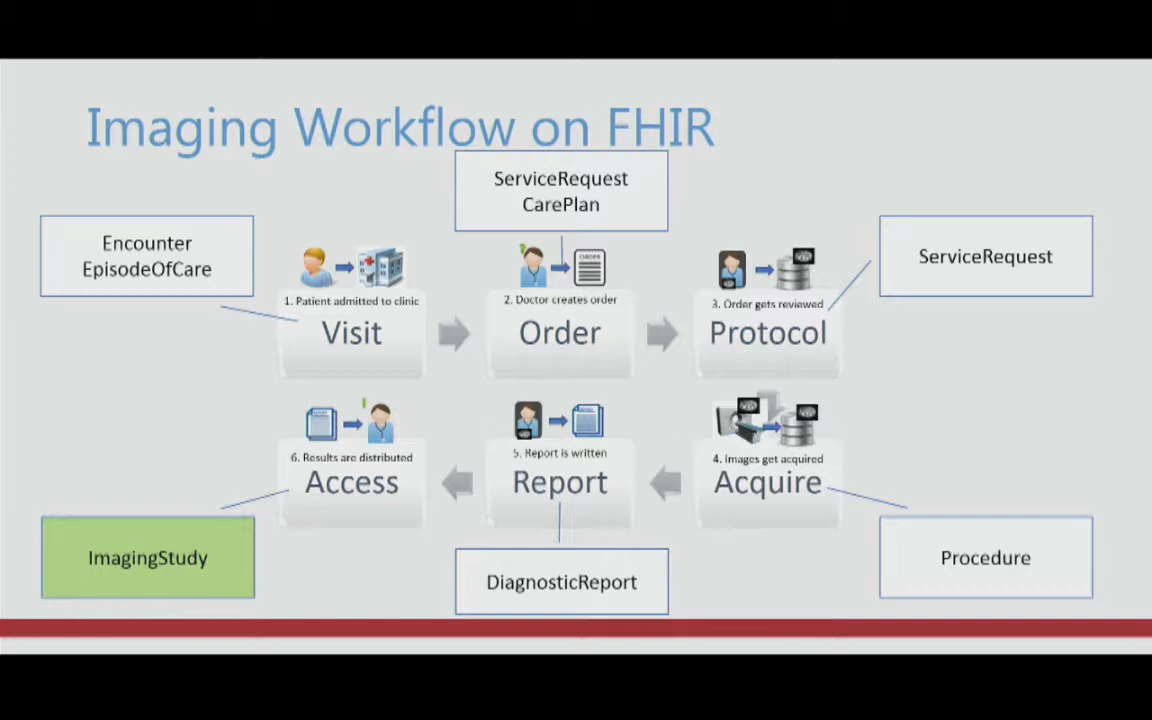 Imaging Workflow on FHIR
ServiceRequest
CarePlan
Encounter
EpisodeOfCare
ServiceRequest
ORDER
1. Patient admitted to clinic
Visit
2. Doctor creates order
Order
3. Order gets reviewed
Protocol
6. Results are distributed
Access
5. Report is written
Report
4. Images get acquired
Acquire
ImagingStudy
DiagnosticReport
Procedure